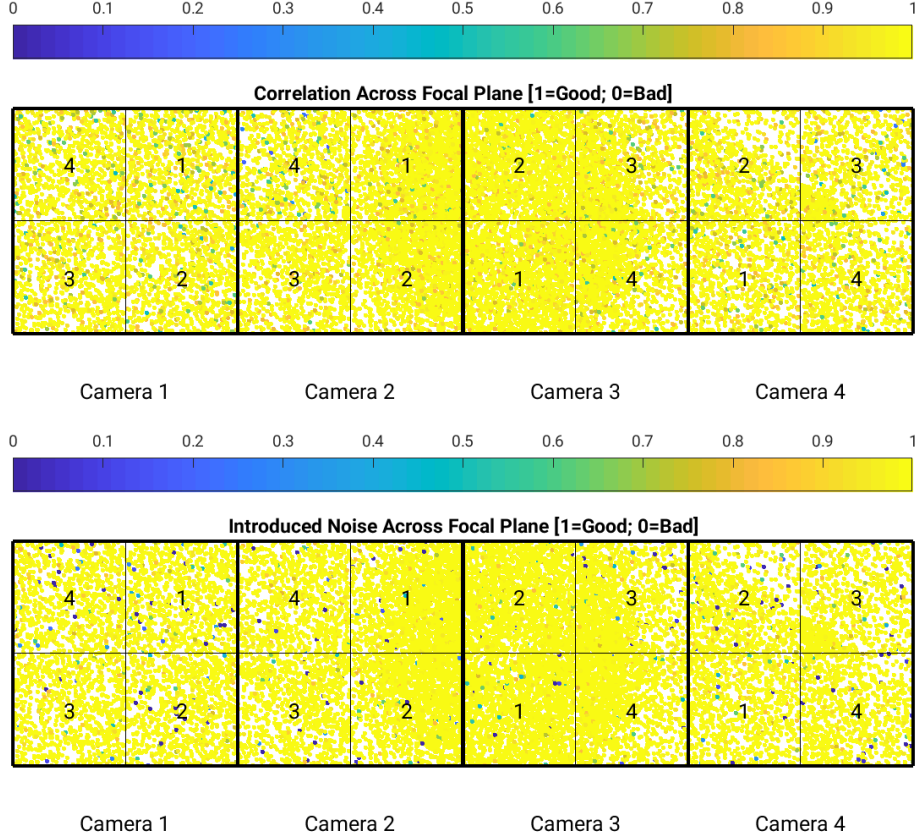 0 0.1 0.2 0.3 0.4 0.5 0.6 0.7 0.8 0.9 1
Correlation Across Focal Plane [1=Good; 0=Bad]
4 1 4 1 2 3 2 3
3 2 3 2 1 4 1 4
Camera 1 Camera 2 Camera 3 Camera 4
0 0.1 0.2 0.3 0.4 0.5 0.6 0.7 0.8 0.9 1
Introduced Noise Across Focal Plane [1=Good; 0=Bad]
4 1 4 1 2 3 2 3
3 2 3 2 1 4 1 4
Camera 1 Camera 2 Camera 3 Camera 4